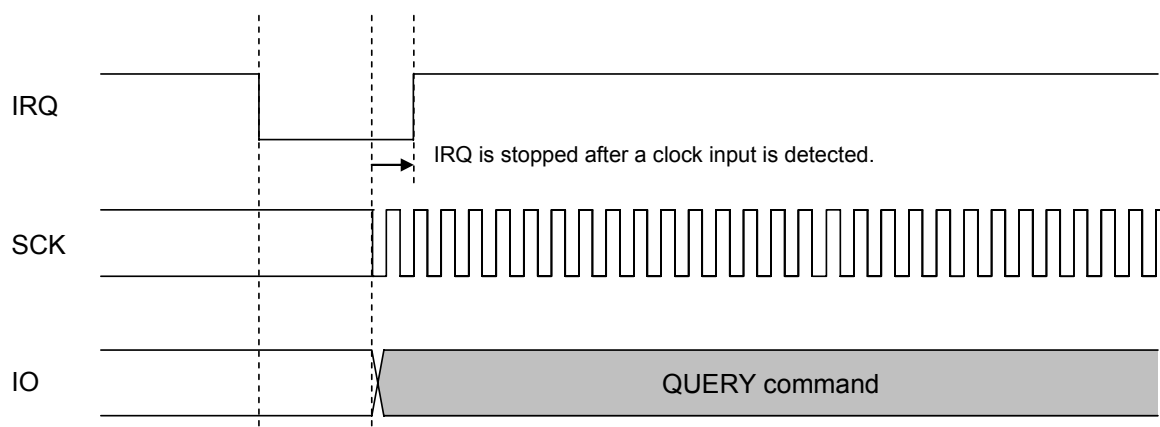 IRQ
IRQ is stopped after a clock input is detected.
SCK
IO
QUERY command